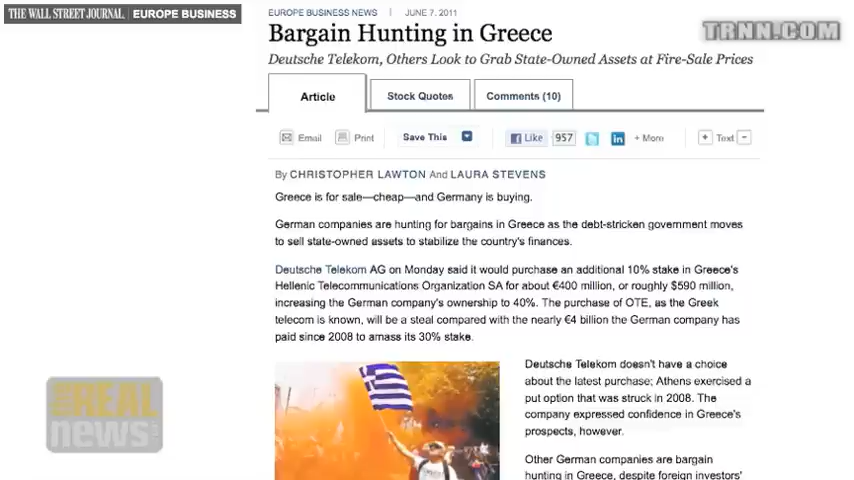 THE WALL STREET JOURNAL. EUROPE BUSINESS
EUROPE BUSINESS NEWS | JUNE 7, 2011
TRNN.COM
Bargain Hunting in Greece
Deutsche Telekom, Others Look to Grab State-Owned Assets at Fire-Sale Prices
Article Stock Quotes Comments (10)
Email Print Save This Like 957 in + More + Text -
By CHRISTOPHER LAWTON And LAURA STEVENS
Greece is for sale—cheap—and Germany is buying.
German companies are hunting for bargains in Greece as the debt-stricken government moves
to sell state-owned assets to stabilize the country's finances.
Deutsche Telekom AG on Monday said it would purchase an additional 10% stake in Greece's
Hellenic Telecommunications Organization SA for about €400 million, or roughly $590 million,
increasing the German company's ownership to 40%. The purchase of OTE, as the Greek
telecom is known, will be a steal compared with the nearly €4 billion the German company has
paid since 2008 to amass its 30% stake.
Deutsche Telekom doesn't have a choice
about the latest purchase; Athens exercised a
put option that was struck in 2008. The
company expressed confidence in Greece's
prospects, however.
Other German companies are bargain
hunting in Greece, despite foreign investors'
THE REAL
news